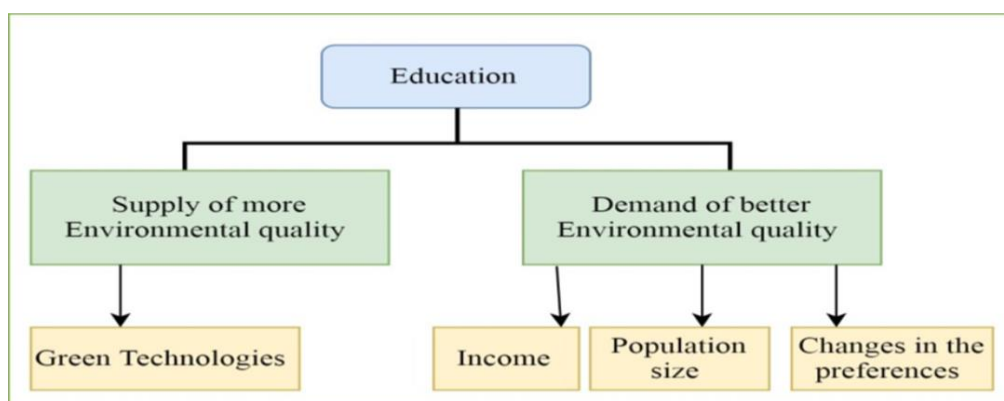 Education
Supply of more
Environmental quality
Demand of better
Environmental quality
Green Technologies
Income
Population
size
Changes in the
preferences